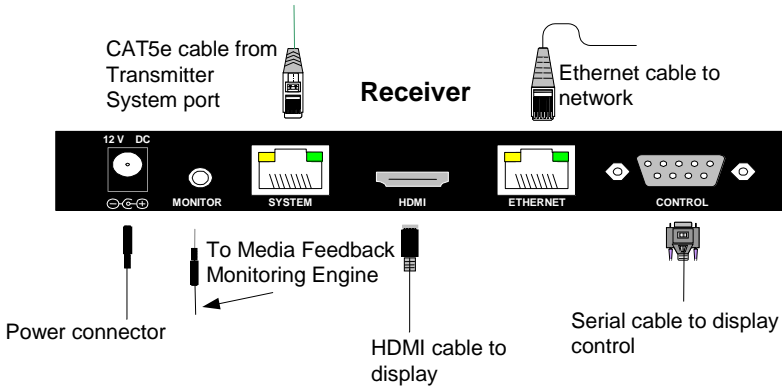 CAT5e cable from
Transmitter
System port
Receiver
Ethernet cable to
network
12 V DC
MONITOR
SYSTEM
HDMI
ETHERNET
CONTROL
To Media Feedback
Monitoring Engine
Power connector
HDMI cable to
display
Serial cable to display
control